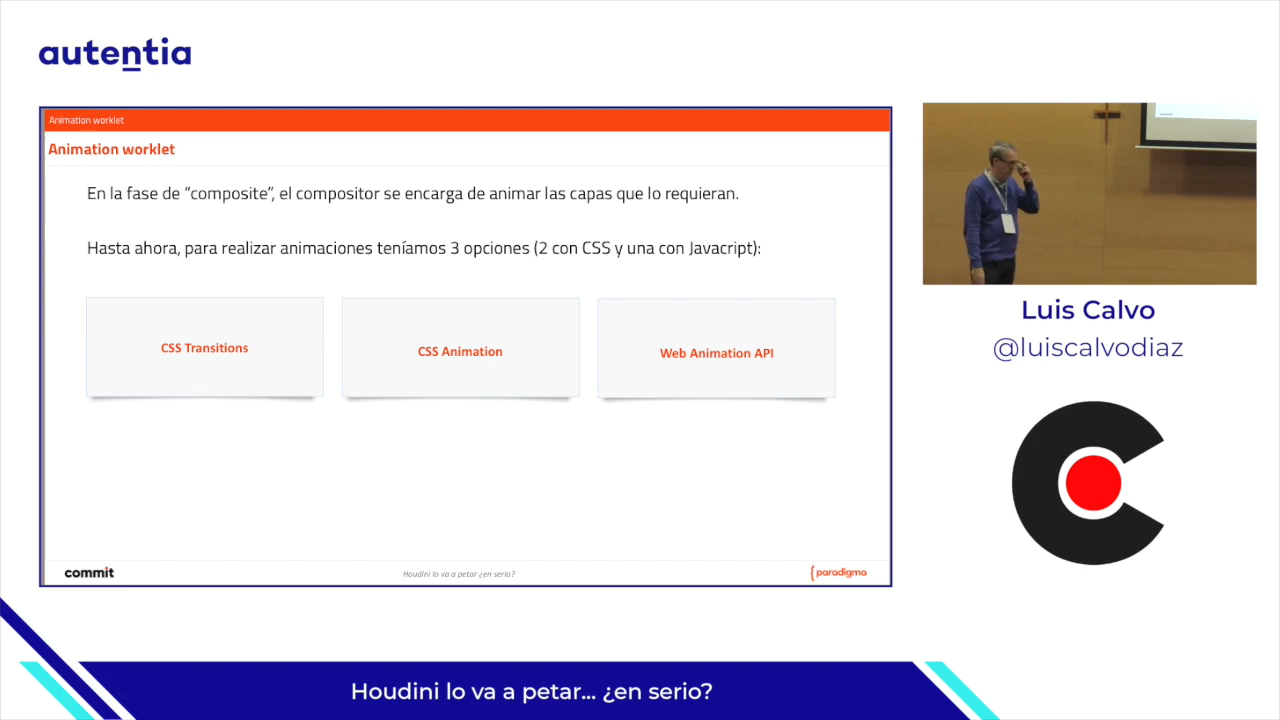 autentia
Animation worklet
Animation worklet
En la fase de “composite”, el compositor se encarga de animar las capas que lo requieran.
Hasta ahora, para realizar animaciones teníamos 3 opciones (2 con CSS y una con Javacript):
CSS Transitions
CSS Animation
Web Animation API
commit
Houdini lo va a petar ¿en serio?
{paradigma
Luis Calvo
@luiscalvodiaz
Houdini lo va a petar... ¿en serio?